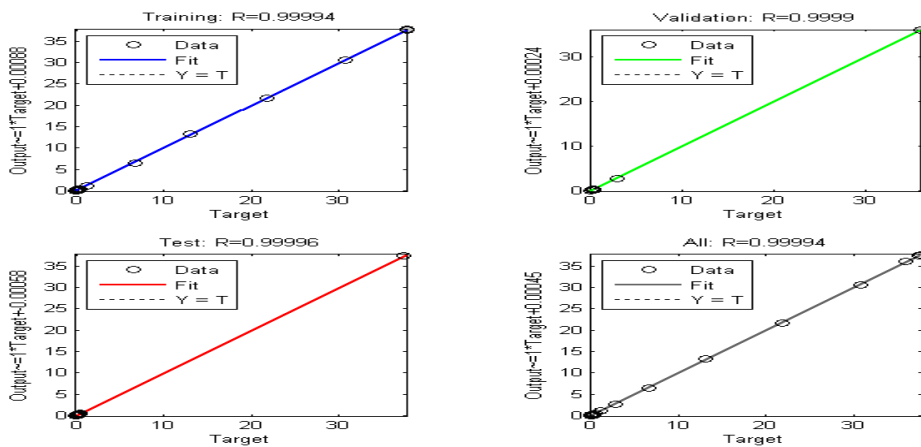 Training: R=0.99994
Output~=1*Target+0.00088
Data
Fit
Y = T
35
30
25
20
15
10
5
0
0 10 20 30
Target
Validation: R=0.9999
Output~=1*Target+0.00024
Data
Fit
Y = T
30
20
10
0
0 10 20 30
Target
Test: R=0.99996
Output~=1*Target+-0.00058
Data
Fit
Y = T
35
30
25
20
15
10
5
0
0 10 20 30
Target
All: R=0.99994
Output~=1*Target+0.00045
Data
Fit
Y = T
35
30
25
20
15
10
5
0
0 10 20 30
Target